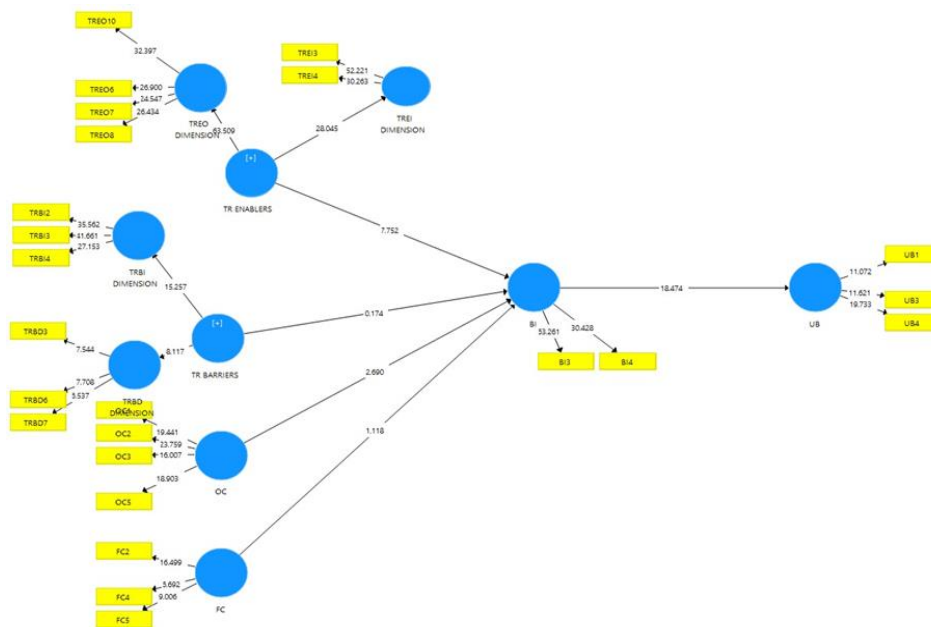 TREO10
32.397
TREO6
26.900
TREO7
24.547
TREO8
26.434
TREO
DIMENSION
63.509
TREI3
52.221
TREI4
30.263
TREI
DIMENSION
28.045
[+]
TR ENABLERS
7.752
TRBI2
35.562
TRBI3
41.661
TRBI4
27.153
TRBI
DIMENSION
15.257
[+]
TR BARRIERS
0.174
8.117
TRBD3
7.544
TRBD6
7.708
TRBD7
TRBD
DIMENSION
19.441
OC2
23.759
OC3
16.007
OC5
18.903
OC
2.690
FC2
16.499
FC4
FC5
9.006
FC
1.118
BI
53.261
30.428
BI3
BI4
18.474
UB
11.072
UB1
11.621
UB3
19.733
UB4